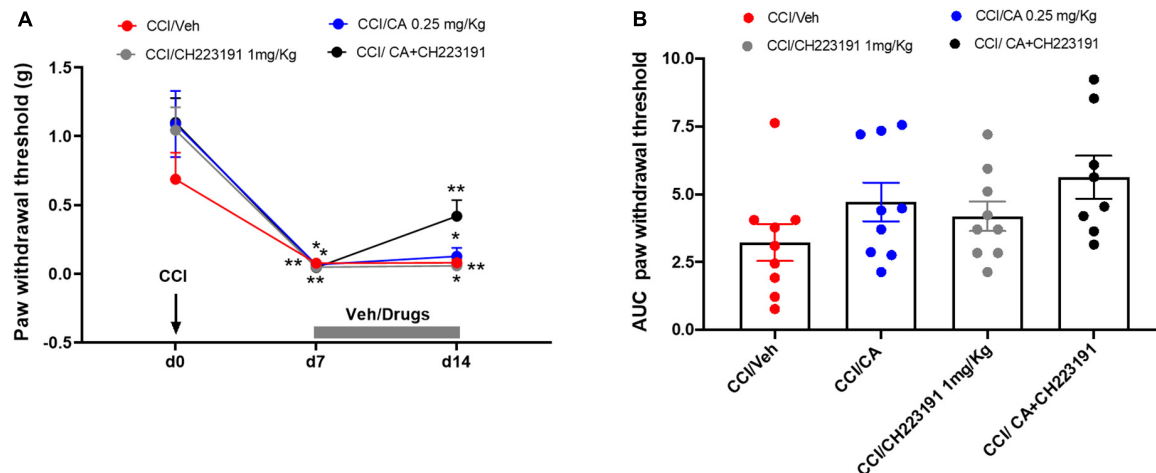 A
CCI/Veh
CCI/CA 0.25 mg/Kg
CCI/CH223191 1mg/Kg
CCI/ CA+CH223191
Paw withdrawal threshold (g)
1.5
1.0
0.5
0.0
-0.5
**
*
*
*
**
**
**
*
CCI
Veh/Drugs
d0
d7
d14
B
CCI/Veh
CCI/CA 0.25 mg/Kg
CCI/CH223191 1mg/Kg
CCI/ CA+CH223191
AUC paw withdrawal threshold
10.0
7.5
5.0
2.5
0.0
CCI/Veh
CCI/CA
CCI/CH223191 1mg/Kg
CCI/ CA+CH223191